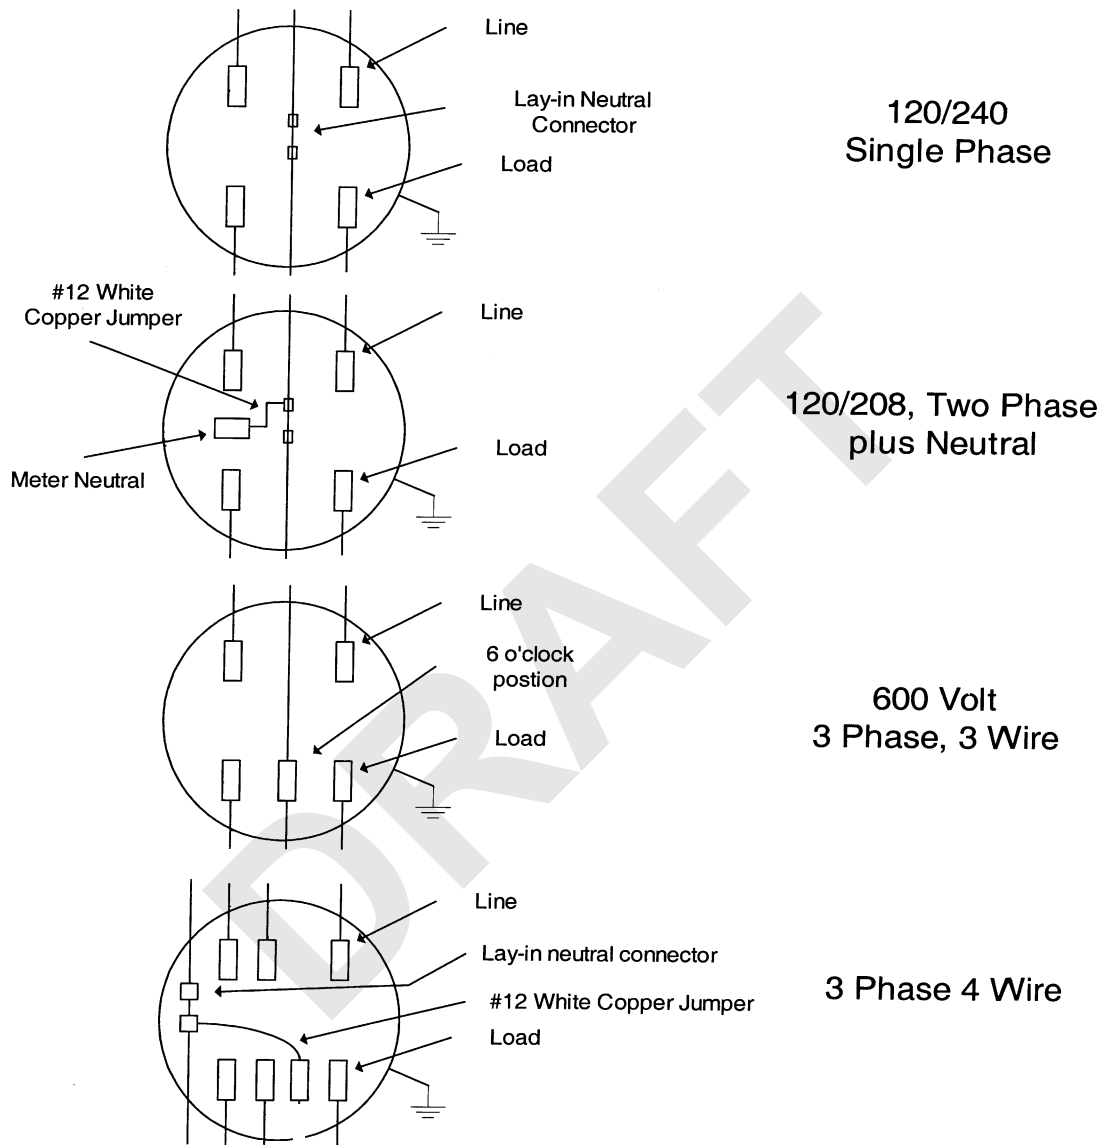 Line
Lay-in Neutral
Connector
Load
120/240
Single Phase
#12 White
Copper Jumper
Line
Meter Neutral
Load
120/208, Two Phase
plus Neutral
Line
6 o'clock
postion
Load
600 Volt
3 Phase, 3 Wire
Line
Lay-in neutral connector
#12 White Copper Jumper
Load
3 Phase 4 Wire
DRAFT